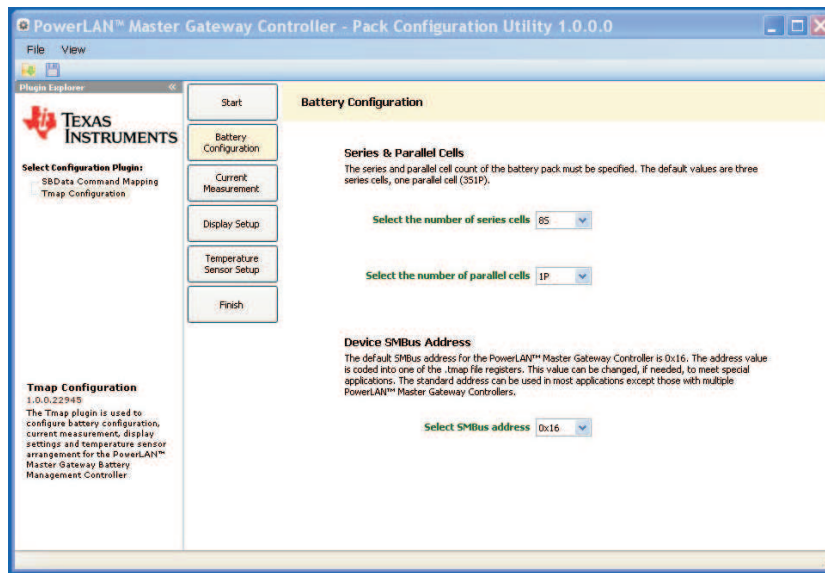 PowerLAN™ Master Gateway Controller - Pack Configuration Utility 1.0.0.0
File View
Plugin Explorer «
TEXAS
INSTRUMENTS
Select Configuration Plugin:
SBData Command Mapping
Tmap Configuration
Tmap Configuration
1.0.0.22945
The Tmap plugin is used to
configure battery configuration,
current measurement, display
settings and temperature sensor
arrangement for the PowerLAN™
Master Gateway Battery
Management Controller
Start
Battery
Configuration
Current
Measurement
Display Setup
Temperature
Sensor Setup
Finish
Battery Configuration
Series & Parallel Cells
The series and parallel cell count of the battery pack must be specified. The default values are three
series cells, one parallel cell (3S1P).
Select the number of series cells 8S
Select the number of parallel cells 1P
Device SMBus Address
The default SMBus address for the PowerLAN™ Master Gateway Controller is 0x16. The address value
is coded into one of the .tmap file registers. This value can be changed, if needed, to meet special
applications. The standard address can be used in most applications except those with multiple
PowerLAN™ Master Gateway Controllers.
Select SMBus address 0x16